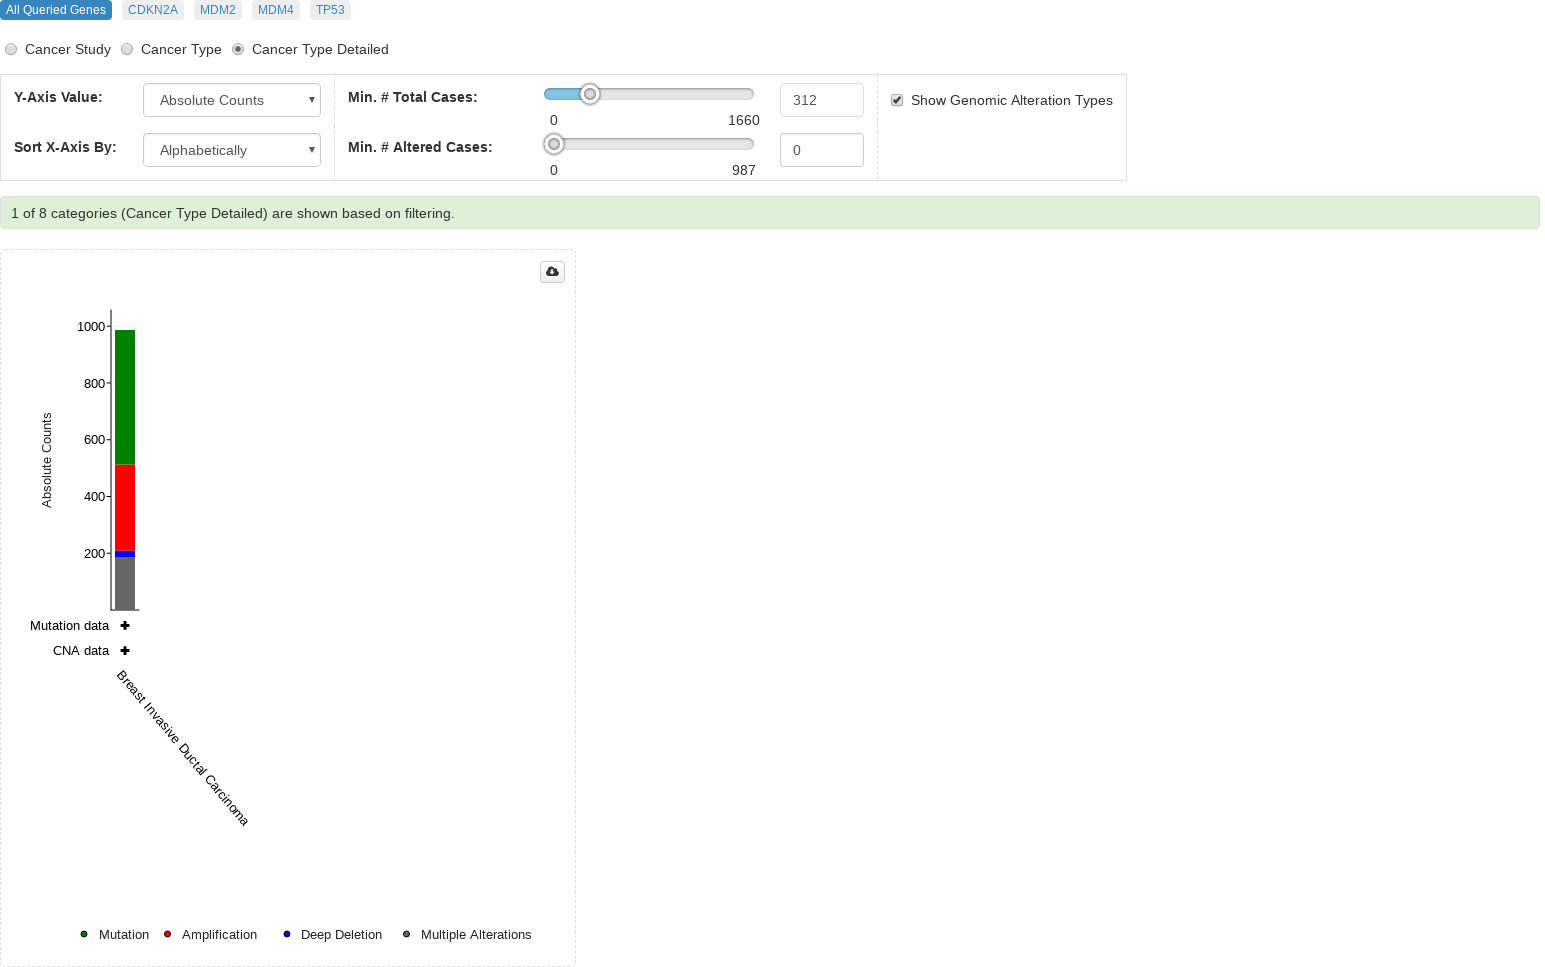 All Queried Genes CDKN2A MDM2 MDM4 TP53
Cancer Study Cancer Type Cancer Type Detailed
Y-Axis Value: Absolute Counts Min. # Total Cases: 312 Show Genomic Alteration Types
0 1660
Sort X-Axis By: Alphabetically Min. # Altered Cases: 0
0 987
1 of 8 categories (Cancer Type Detailed) are shown based on filtering.
1000
800
600
400
200
Absolute Counts
Mutation data
CNA data
Breast Invasive Ductal Carcinoma
Mutation Amplification Deep Deletion Multiple Alterations